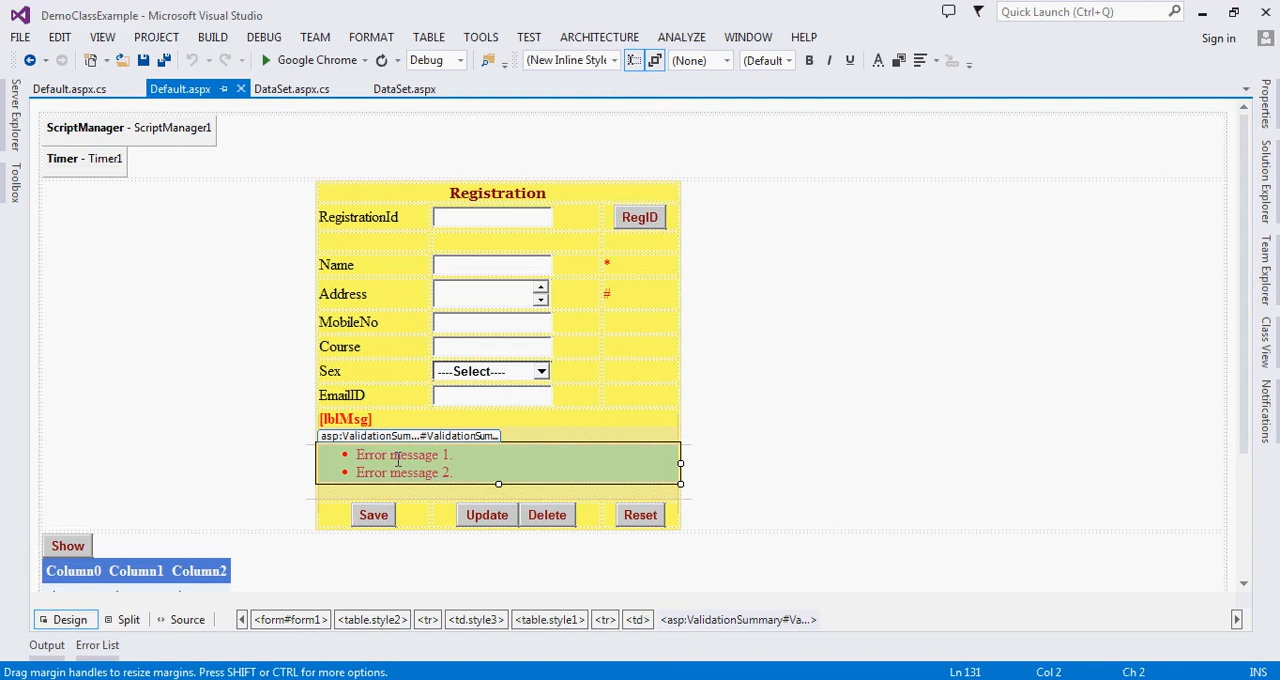 DemoClassExample - Microsoft Visual Studio
Quick Launch (Ctrl+Q)
FILE EDIT VIEW PROJECT BUILD DEBUG TEAM FORMAT TABLE TOOLS TEST ARCHITECTURE ANALYZE WINDOW HELP
Sign in
Google Chrome Debug (New Inline Style (None) (Default B I U A
Default.aspx.cs Default.aspx DataSet.aspx.cs DataSet.aspx
Server Explorer
Toolbox
Properties
Solution Explorer
Team Explorer
Class View
Notifications
ScriptManager - ScriptManager1
Timer - Timer1
Registration
RegistrationId RegID
Name *
Address #
MobileNo
Course
Sex ----Select----
EmailID
[lblMsg]
asp:ValidationSum...#ValidationSum...
• Error message 1.
• Error message 2.
Save Update Delete Reset
Show
Column0 Column1 Column2
Design Split Source <form#form1> <table.style2> <tr> <td.style3> <table.style1> <tr> <td> <asp:ValidationSummary#Va...>
Output Error List
Drag margin handles to resize margins. Press SHIFT or CTRL for more options. Ln 131 Col 2 Ch 2 INS